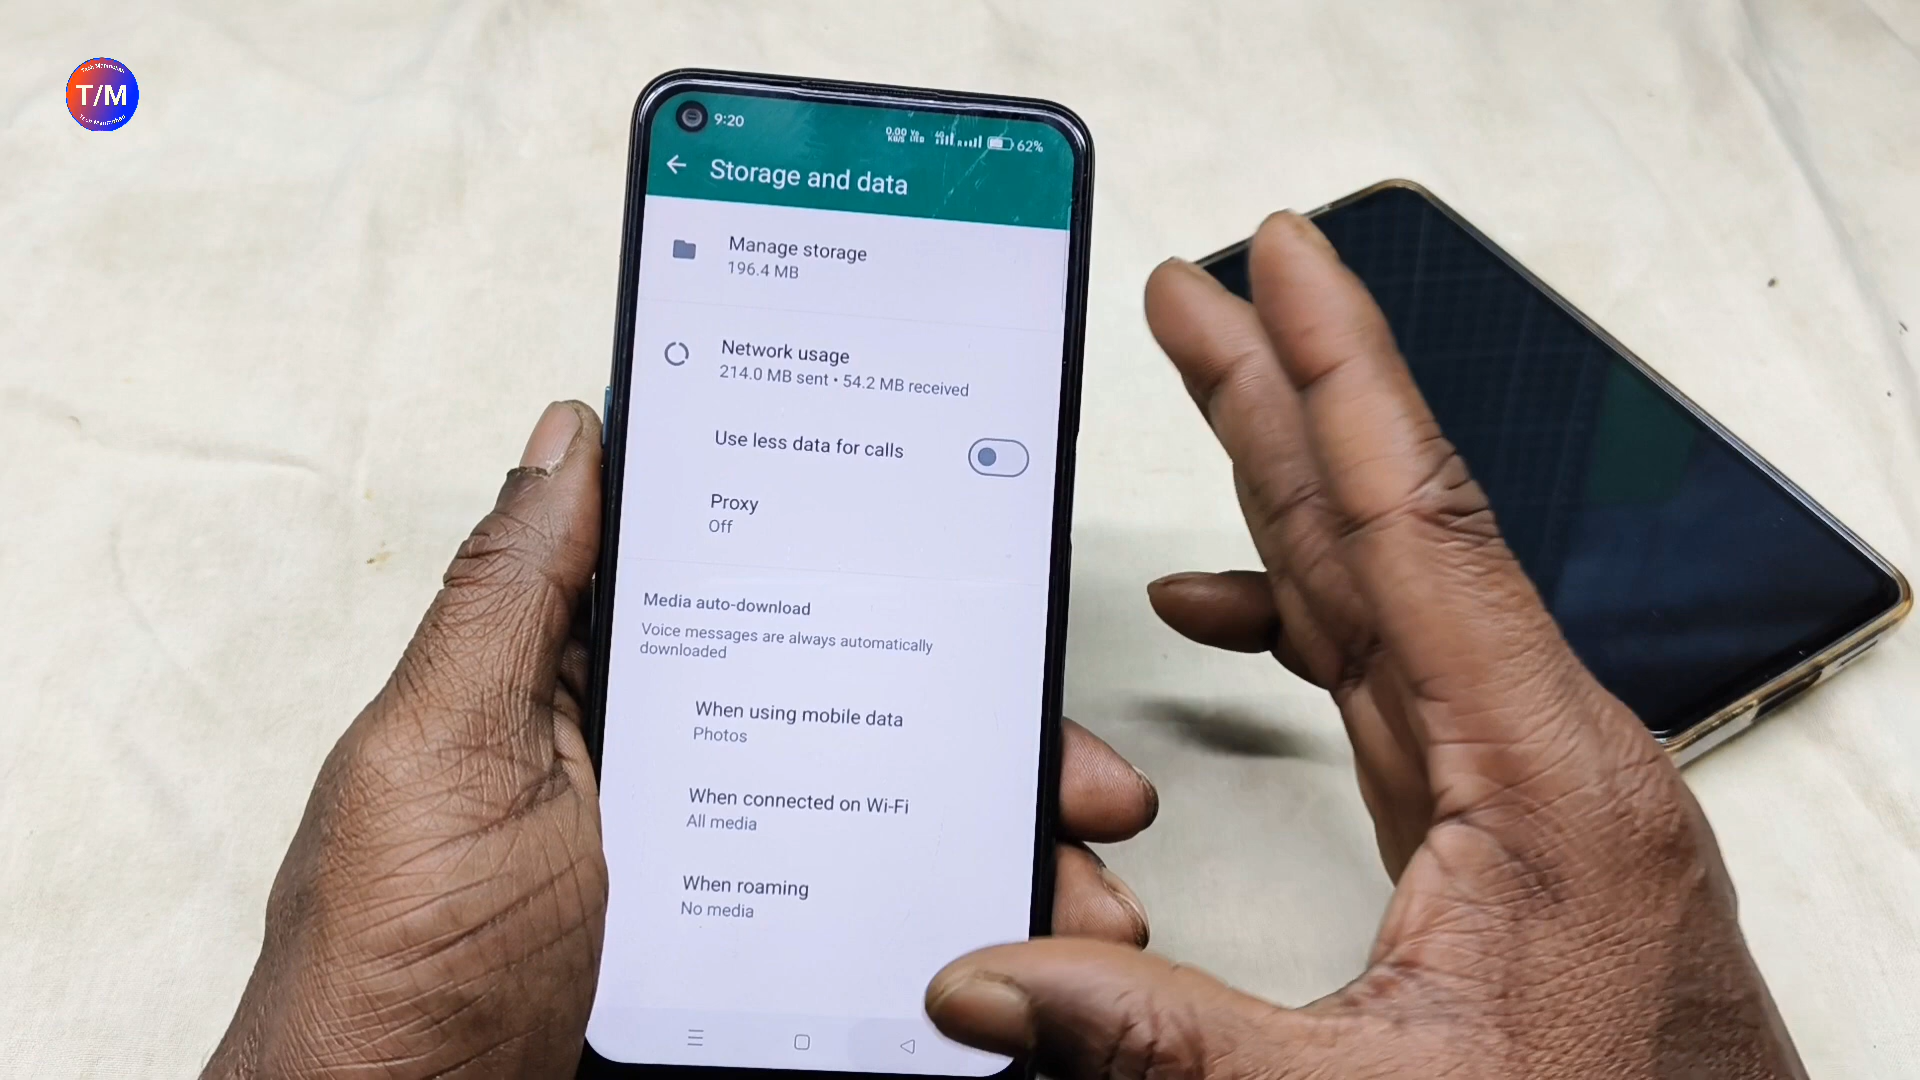 T/M
9:20
62%
Storage and data
Manage storage
196.4 MB
Network usage
214.0 MB sent • 54.2 MB received
Use less data for calls
Proxy
Off
Media auto-download
Voice messages are always automatically
downloaded
When using mobile data
Photos
When connected on Wi-Fi
All media
When roaming
No media